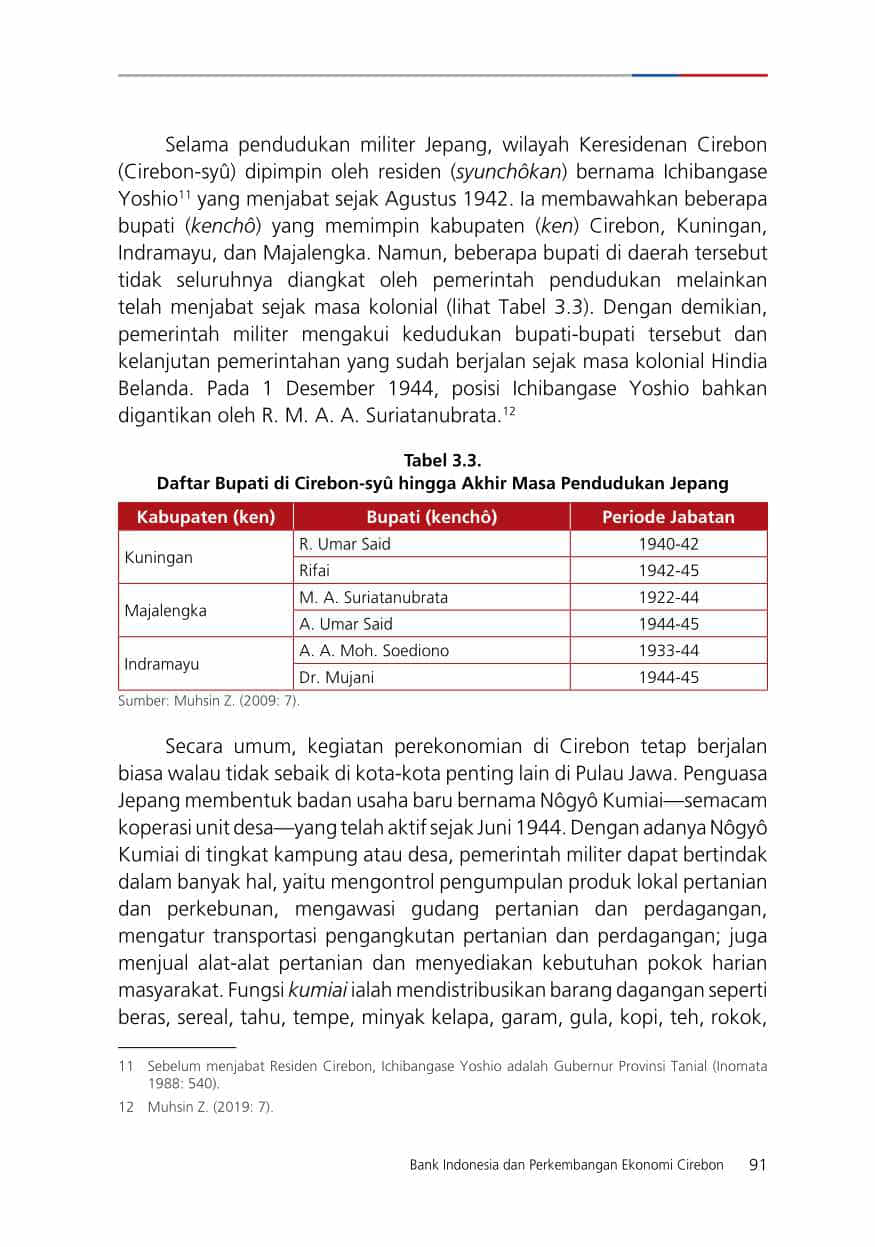 Selama pendudukan militer Jepang, wilayah Keresidenan Cirebon
(Cirebon-syû) dipimpin oleh residen (syunchôkan) bernama Ichibangase
Yoshio11 yang menjabat sejak Agustus 1942. Ia membawahkan beberapa
bupati (kenchô) yang memimpin kabupaten (ken) Cirebon, Kuningan,
Indramayu, dan Majalengka. Namun, beberapa bupati di daerah tersebut
tidak seluruhnya diangkat oleh pemerintah pendudukan melainkan
telah menjabat sejak masa kolonial (lihat Tabel 3.3). Dengan demikian,
pemerintah militer mengakui kedudukan bupati-bupati tersebut dan
kelanjutan pemerintahan yang sudah berjalan sejak masa kolonial Hindia
Belanda. Pada 1 Desember 1944, posisi Ichibangase Yoshio bahkan
digantikan oleh R. M. A. A. Suriatanubrata.12
Tabel 3.3.
Daftar Bupati di Cirebon-syû hingga Akhir Masa Pendudukan Jepang
Kabupaten (ken) Bupati (kenchô) Periode Jabatan
Kuningan
R. Umar Said 1940-42
Rifai 1942-45
Majalengka
M. A. Suriatanubrata 1922-44
A. Umar Said 1944-45
Indramayu
A. A. Moh. Soediono 1933-44
Dr. Mujani 1944-45
Sumber: Muhsin Z. (2009: 7).
Secara umum, kegiatan perekonomian di Cirebon tetap berjalan
biasa walau tidak sebaik di kota-kota penting lain di Pulau Jawa. Penguasa
Jepang membentuk badan usaha baru bernama Nôgyô Kumiai—semacam
koperasi unit desa—yang telah aktif sejak Juni 1944. Dengan adanya Nôgyô
Kumiai di tingkat kampung atau desa, pemerintah militer dapat bertindak
dalam banyak hal, yaitu mengontrol pengumpulan produk lokal pertanian
dan perkebunan, mengawasi gudang pertanian dan perdagangan,
mengatur transportasi pengangkutan pertanian dan perdagangan; juga
menjual alat-alat pertanian dan menyediakan kebutuhan pokok harian
masyarakat. Fungsi kumiai ialah mendistribusikan barang dagangan seperti
beras, sereal, tahu, tempe, minyak kelapa, garam, gula, kopi, teh, rokok,
11 Sebelum menjabat Residen Cirebon, Ichibangase Yoshio adalah Gubernur Provinsi Tanial (Inomata
1988: 540).
12 Muhsin Z. (2019: 7).
Bank Indonesia dan Perkembangan Ekonomi Cirebon 91